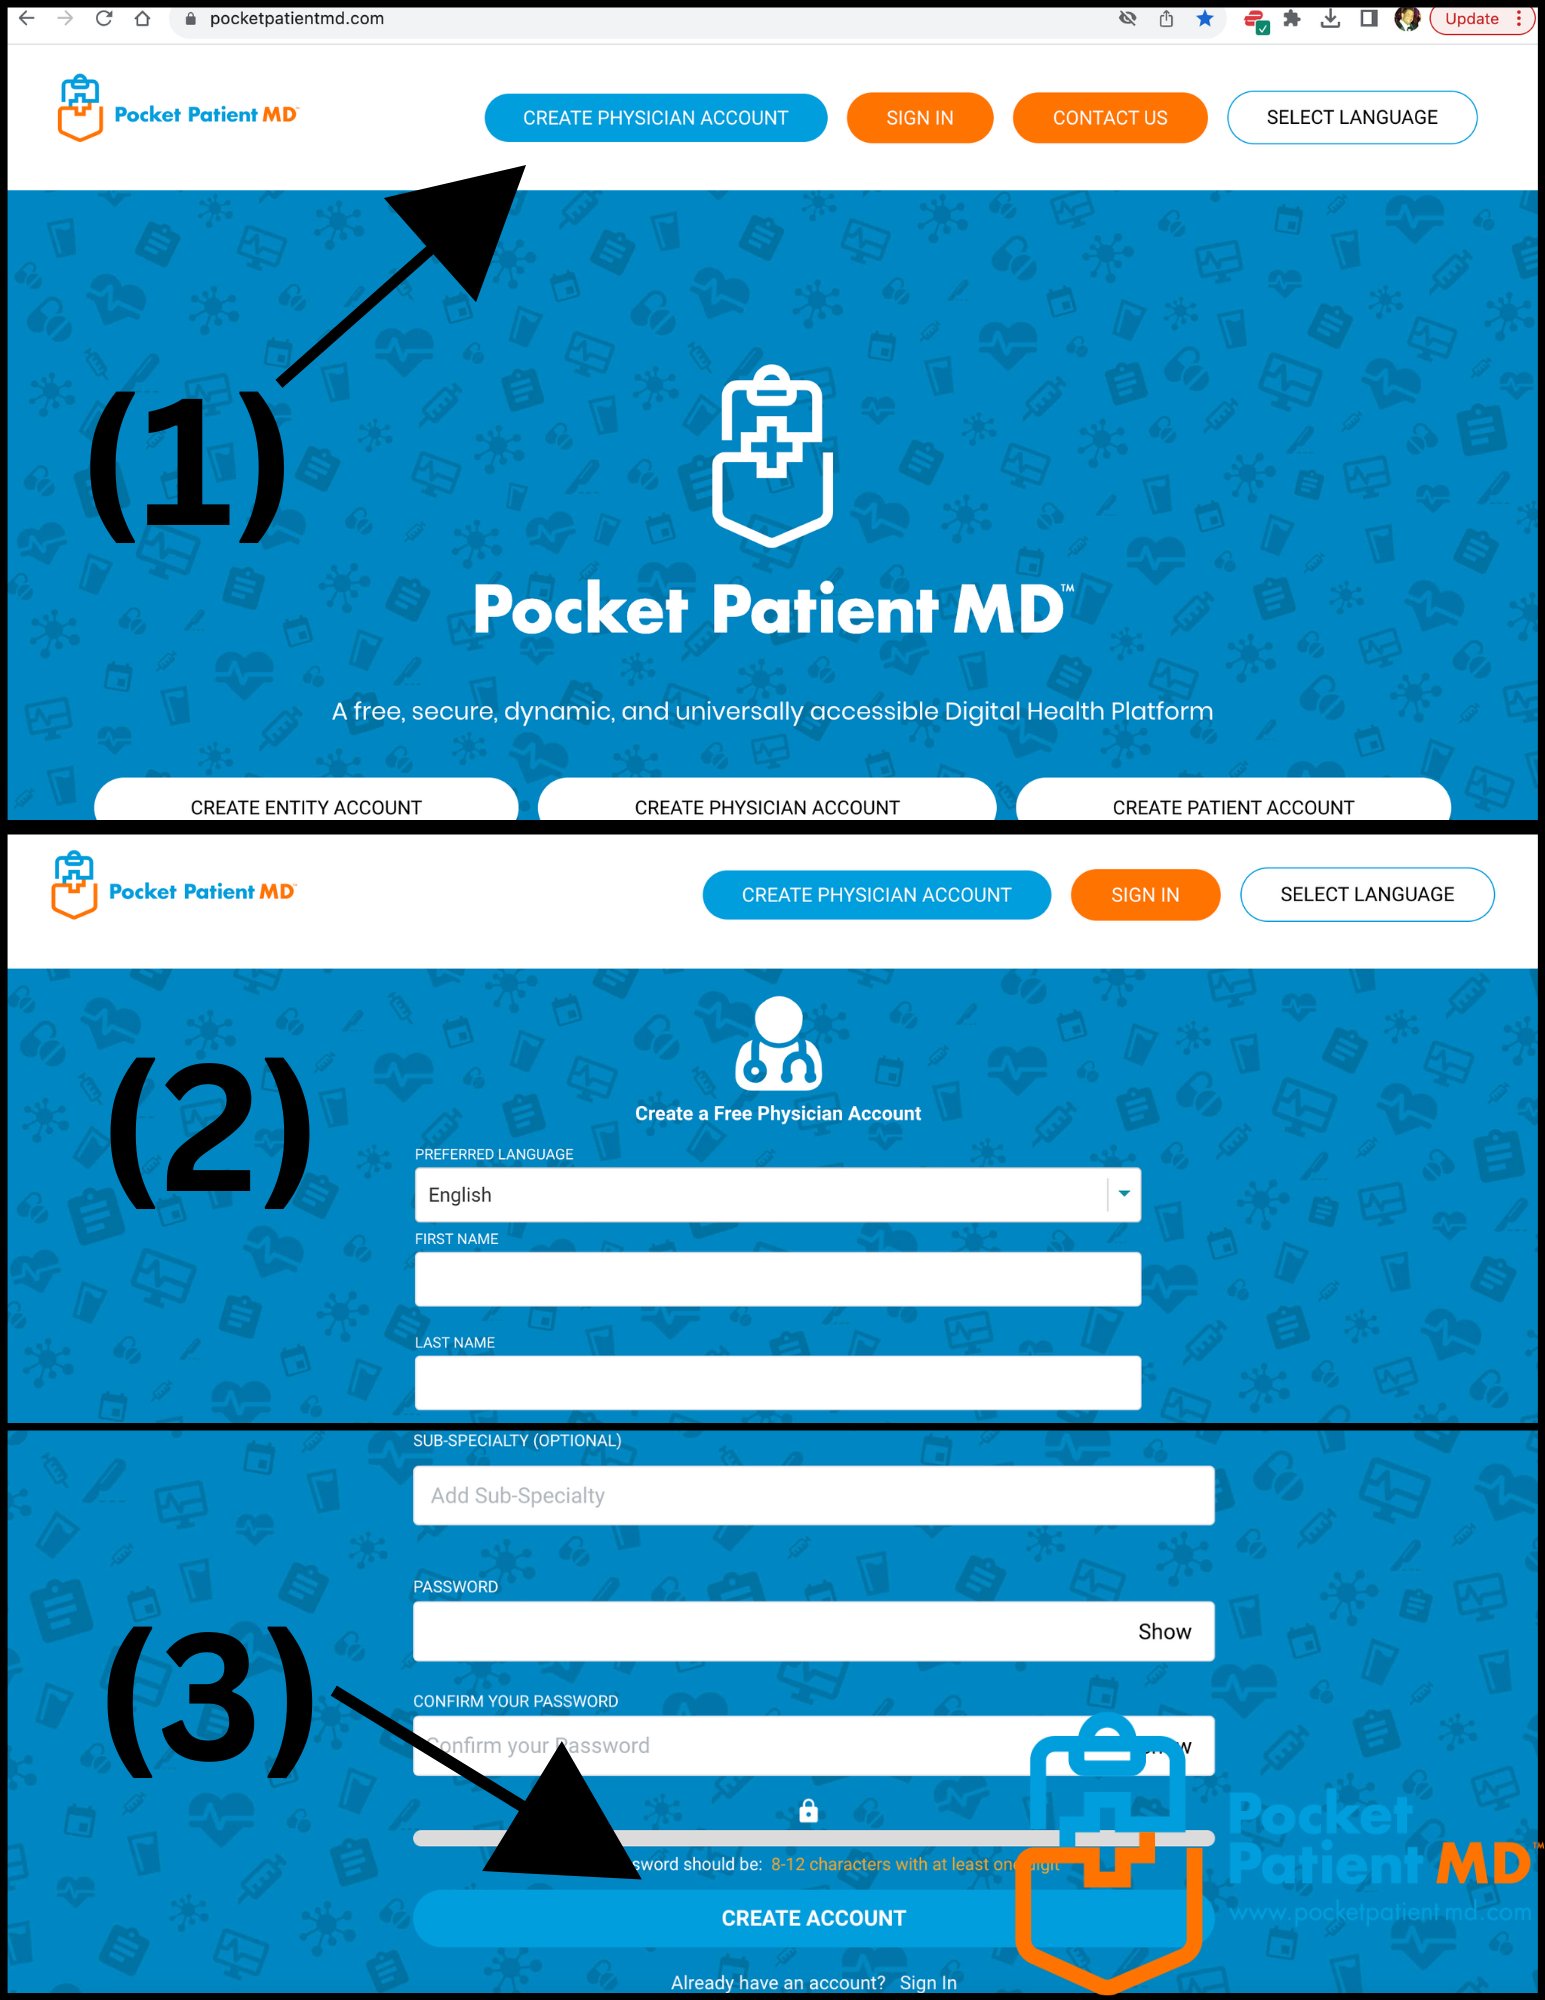 pocketpatientmd.com
Update
Pocket Patient MD
CREATE PHYSICIAN ACCOUNT
SIGN IN
CONTACT US
SELECT LANGUAGE
(1)
Pocket Patient MD™
A free, secure, dynamic, and universally accessible Digital Health Platform
CREATE ENTITY ACCOUNT
CREATE PHYSICIAN ACCOUNT
CREATE PATIENT ACCOUNT
Pocket Patient MD
CREATE PHYSICIAN ACCOUNT
SIGN IN
SELECT LANGUAGE
(2)
Create a Free Physician Account
PREFERRED LANGUAGE
English
FIRST NAME
LAST NAME
SUB-SPECIALTY (OPTIONAL)
Add Sub-Specialty
(3)
PASSWORD
Show
CONFIRM YOUR PASSWORD
Confirm your Password
should be: 8-12 characters with at least one digit
CREATE ACCOUNT
Already have an account? Sign In
Pocket
Patient MD™
www.pocketpatientmd.com